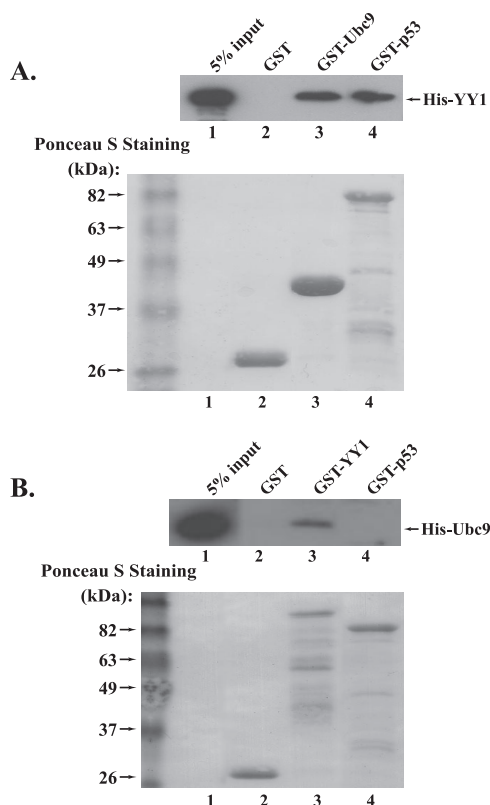 A.
5% input GST GST-Ubc9 GST-p53
←His-YY1
1 2 3 4
Ponceau S Staining
(kDa):
82→
63→
49→
37→
26→
1 2 3 4
B.
5% input GST GST-YY1 GST-p53
←His-Ubc9
1 2 3 4
Ponceau S Staining
(kDa):
82→
63→
49→
37→
26→
1 2 3 4